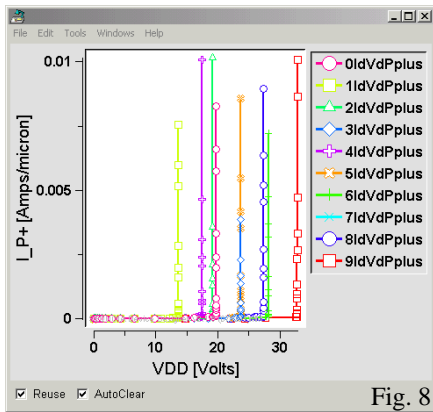 File Edit Tools Windows Help
0.01
0.005
0
I_P+ [Amps/micron]
0 10 20 30
VDD [Volts]
0IdVdPplus
1IdVdPplus
2IdVdPplus
3IdVdPplus
4IdVdPplus
5IdVdPplus
6IdVdPplus
7IdVdPplus
8IdVdPplus
9IdVdPplus
Reuse AutoClear
Fig. 8